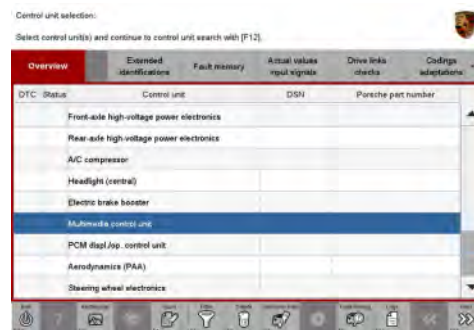 Control unit selection:
Select control unit(s) and continue to control unit search with [F12].
Overview
Extended identifications
Fault memory
Actual values input signals
Drive links checks
Codings adaptations
DTC Status Control unit DSN Porsche part number
Front-axle high-voltage power electronics
Rear-axle high-voltage power electronics
A/C compressor
Headlight (central)
Electric brake booster
Multimedia control unit
PCM displ./op. control unit
Aerodynamics (PAA)
Steering wheel electronics